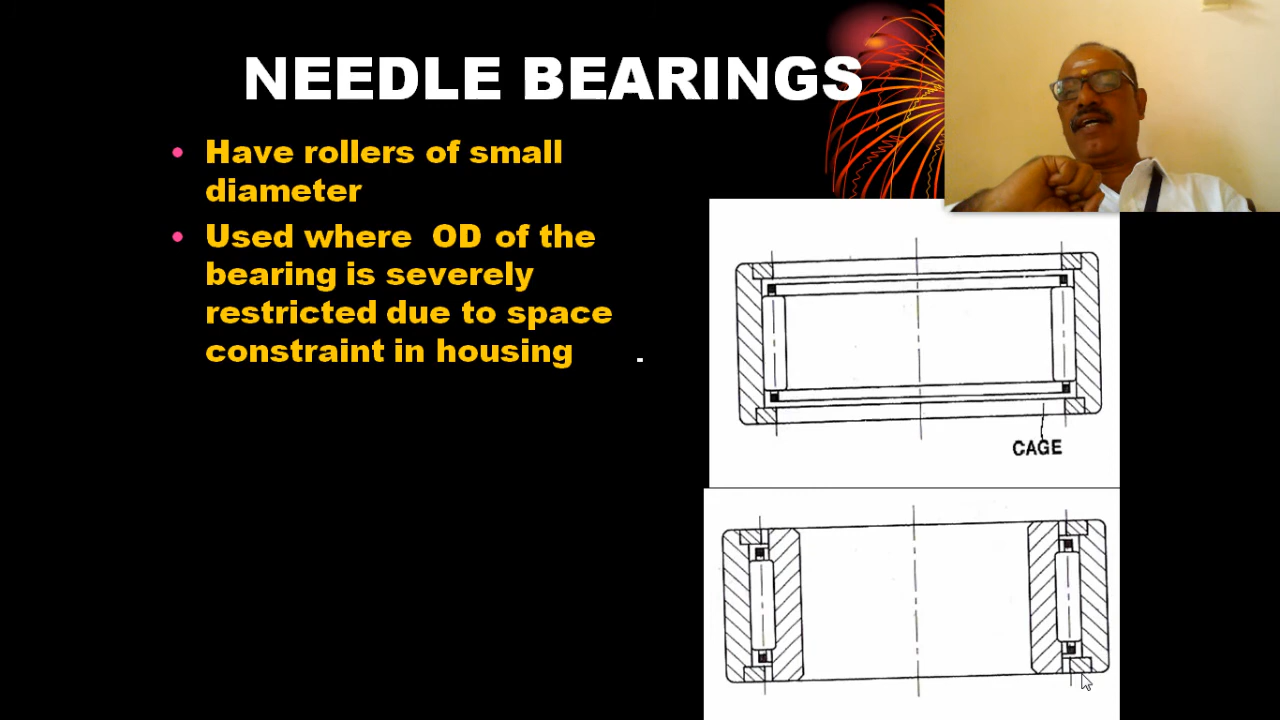 NEEDLE BEARINGS
• Have rollers of small
diameter
• Used where OD of the
bearing is severely
restricted due to space
constraint in housing
CAGE